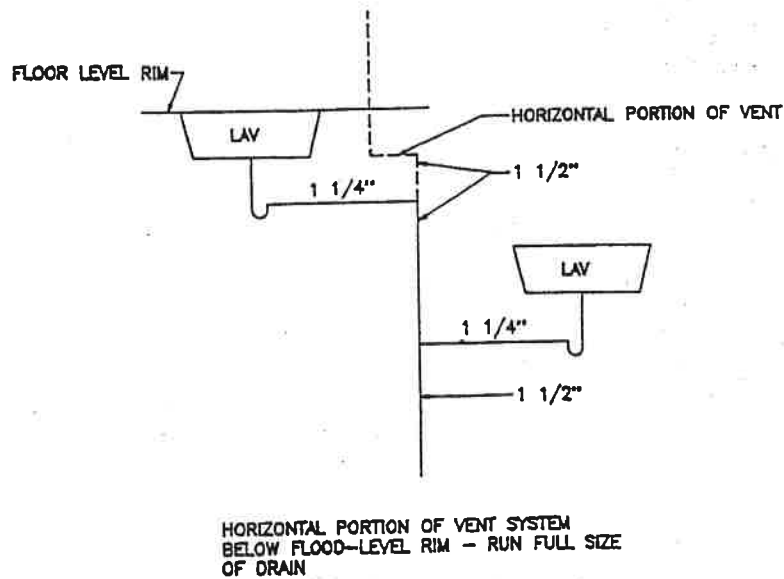 FLOOR LEVEL RIM
LAV
HORIZONTAL PORTION OF VENT
1 1/2"
1 1/4"
LAV
1 1/4"
1 1/2"
HORIZONTAL PORTION OF VENT SYSTEM
BELOW FLOOD-LEVEL RIM - RUN FULL SIZE
OF DRAIN